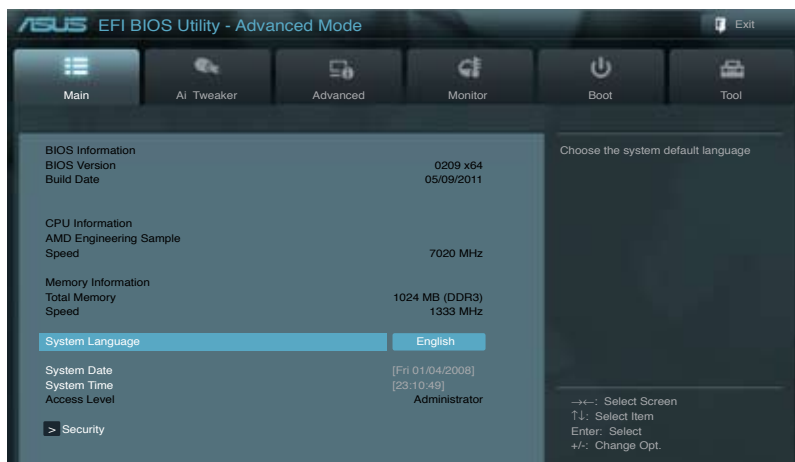 ASUS EFI BIOS Utility - Advanced Mode
Exit
Main
Ai Tweaker
Advanced
Monitor
Boot
Tool
BIOS Information
BIOS Version 0209 x64
Build Date 05/09/2011
CPU Information
AMD Engineering Sample
Speed 7020 MHz
Memory Information
Total Memory 1024 MB (DDR3)
Speed 1333 MHz
System Language English
System Date [Fri 01/04/2008]
System Time [23:10:49]
Access Level Administrator
> Security
Choose the system default language
→←: Select Screen
↑↓: Select Item
Enter: Select
+/-: Change Opt.